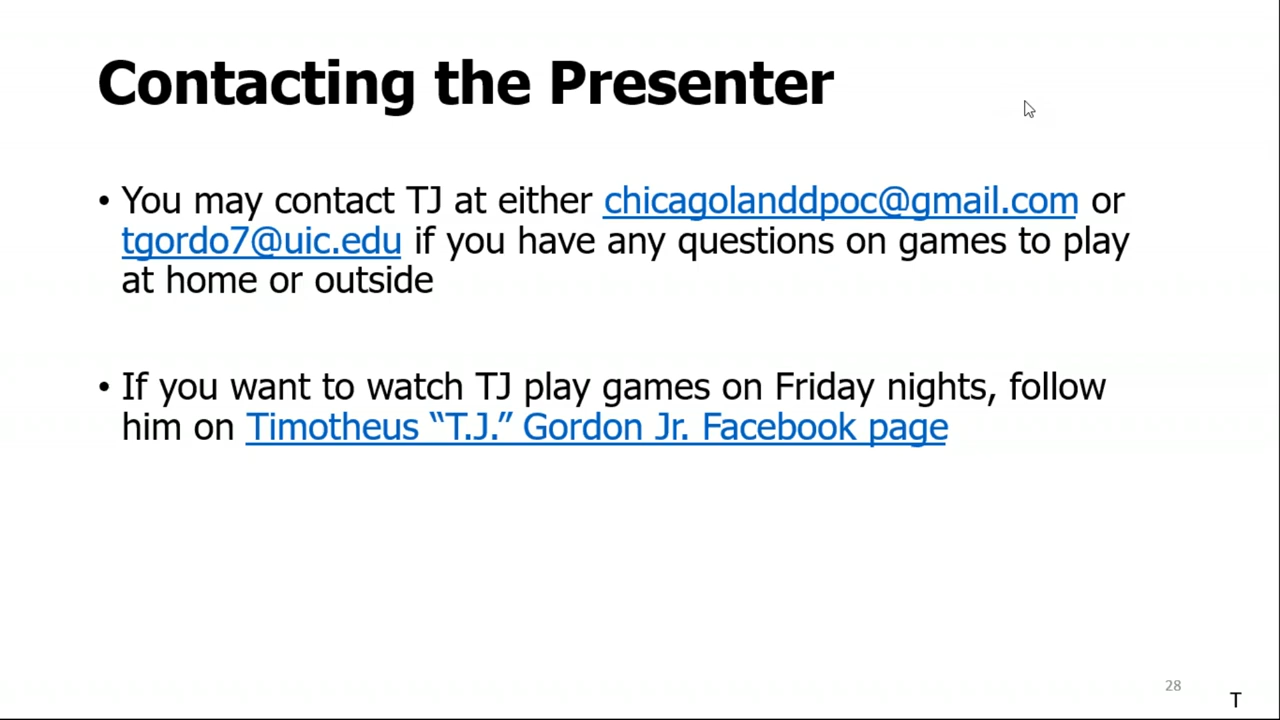 Contacting the Presenter
• You may contact TJ at either chicagolanddpoc@gmail.com or
tgordo7@uic.edu if you have any questions on games to play
at home or outside
• If you want to watch TJ play games on Friday nights, follow
him on Timotheus “T.J.” Gordon Jr. Facebook page
28
T